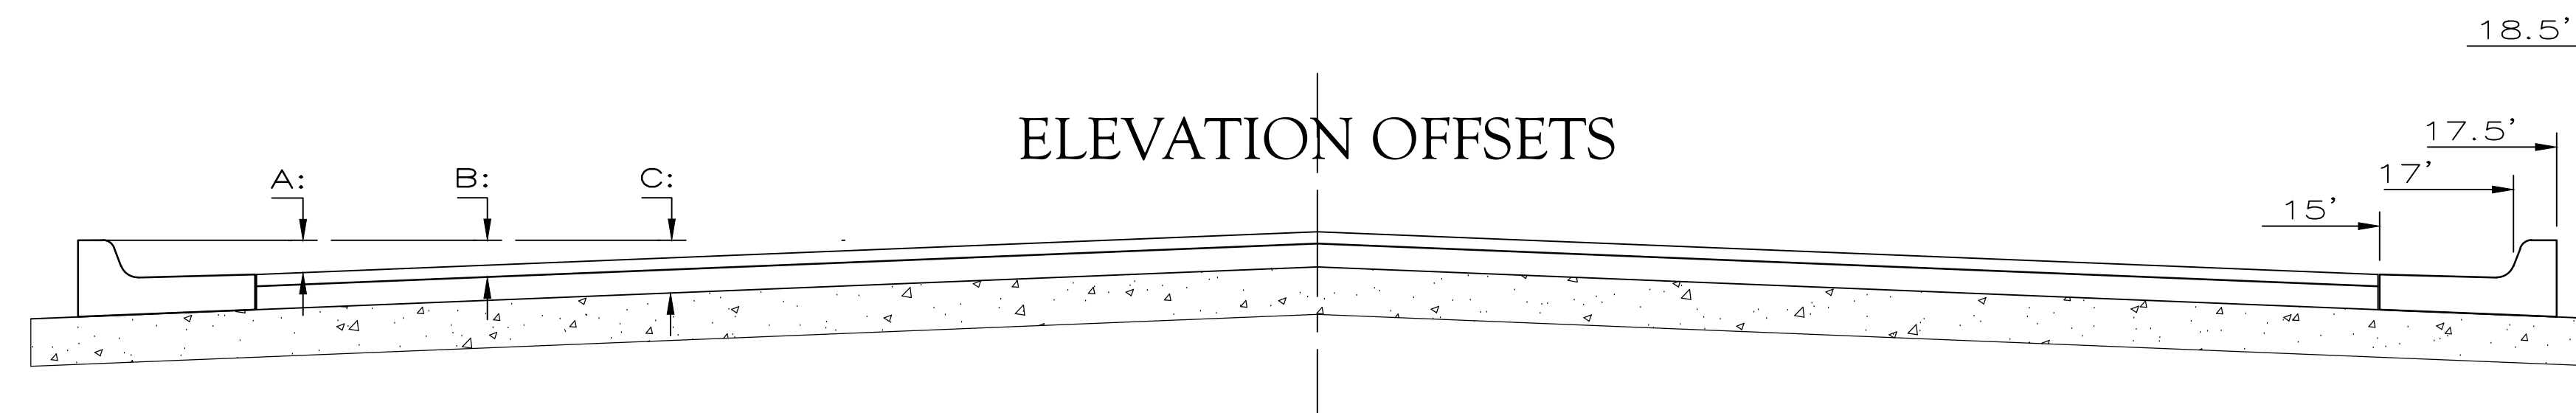 18.5'
ELEVATION OFFSETS
17.5'
17'
A:
B:
C:
15'